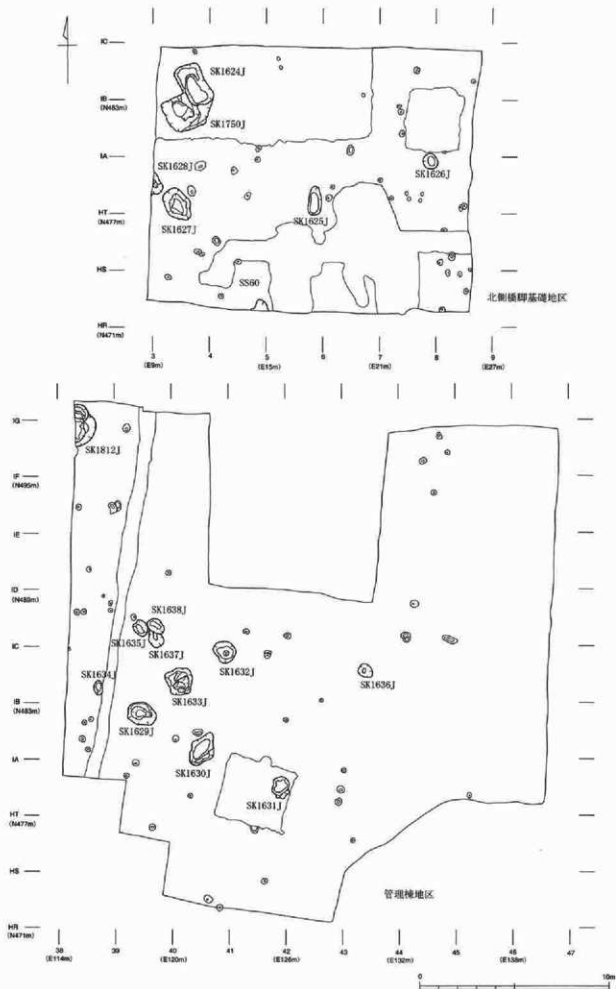 IC
SK1624J
IB
(N483m)
SK1750J
IA
SK1628J
SK1626J
SK1627J
SK1625J
HT
(N477m)
HS
SS60
北側橋脚基礎地区
HR
(N471m)
3 4 5 6 7 8 9
(E9m) (E15m) (E21m) (E27m)
IG
SK1812J
IF
(N495m)
IE
ID
(N489m)
SK1638J
SK1635J
SK1637J
IC
SK1632J
SK1636J
SK1634J
SK1633J
IB
(N483m)
SK1629J
IA
SK1630J
SK1631J
HT
(N477m)
HS
管理棟地区
HR
(N471m)
38 39 40 41 42 43 44 45 46 47
(E114m) (E120m) (E126m) (E132m) (E138m)
0 10m